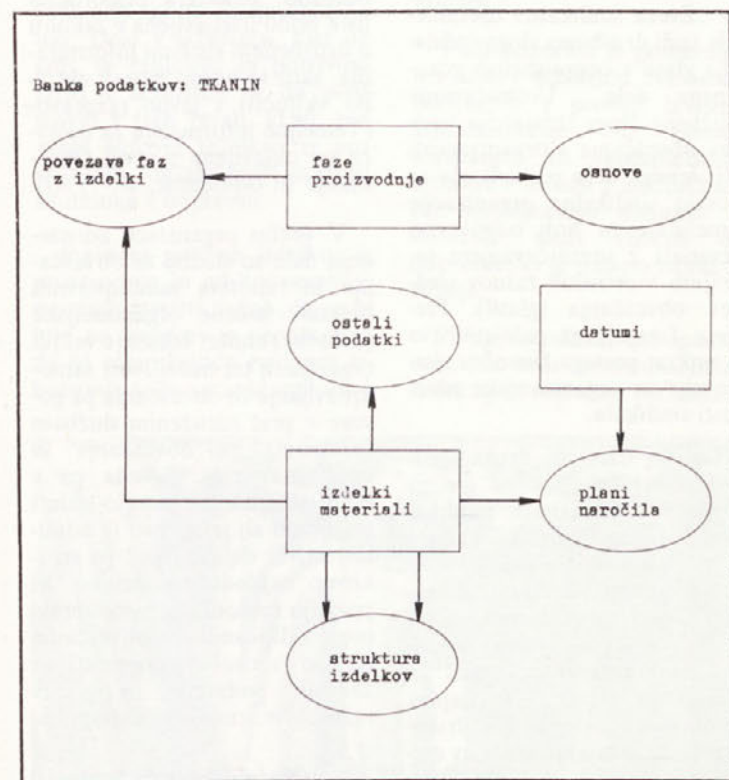 Banka podatkov: TKANIN
povezava faz
z izdelki
faze
proizvodnje
osnove
ostali
podatki
datumi
izdelki
materiali
plani
naročila
struktura
izdelkov